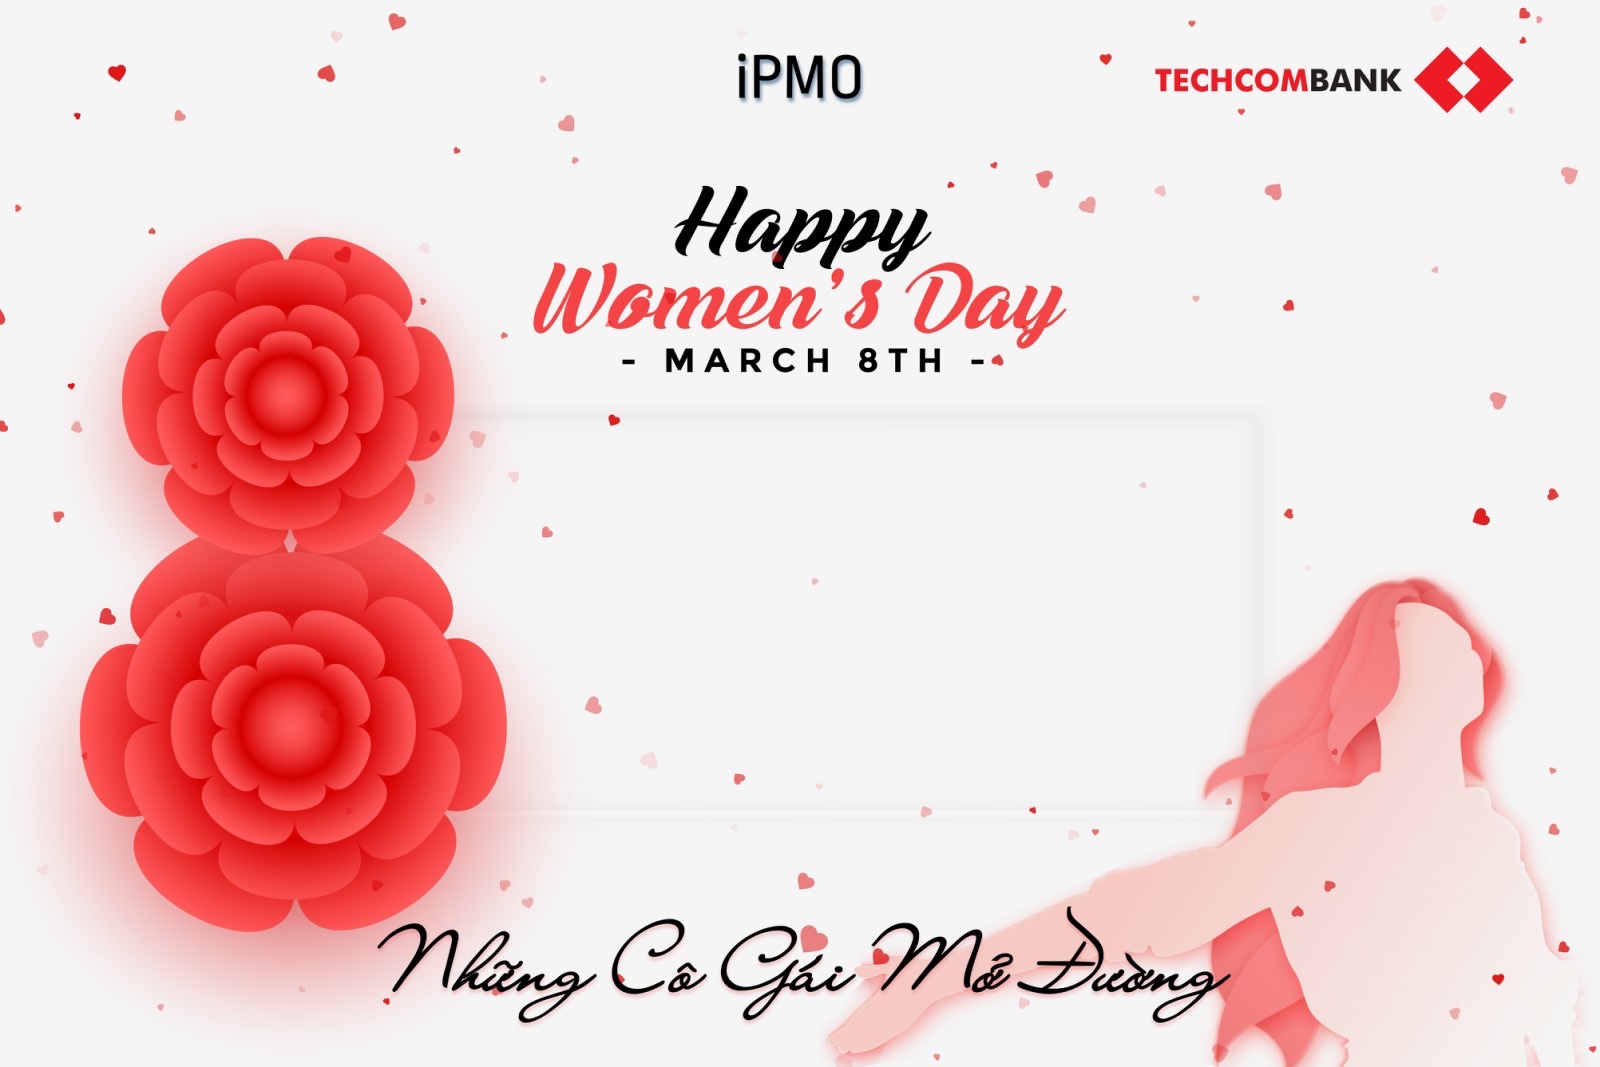 iPMO
TECHCOMBANK
®
Happy
Women's Day
- MARCH 8TH -
Những Cô Gái Mở Đường